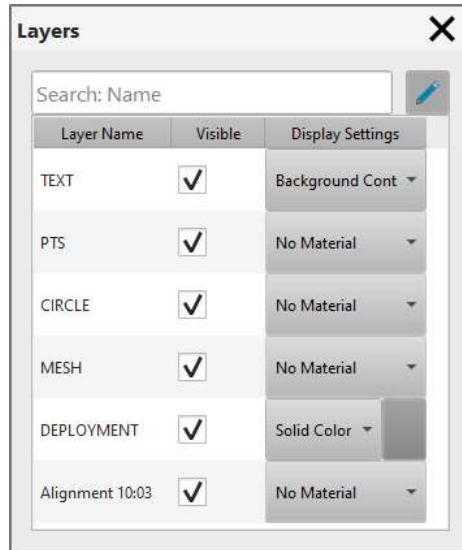 Layers
Search: Name
Layer Name Visible Display Settings
TEXT Background Cont
PTS No Material
CIRCLE No Material
MESH No Material
DEPLOYMENT Solid Color
Alignment 10:03 No Material